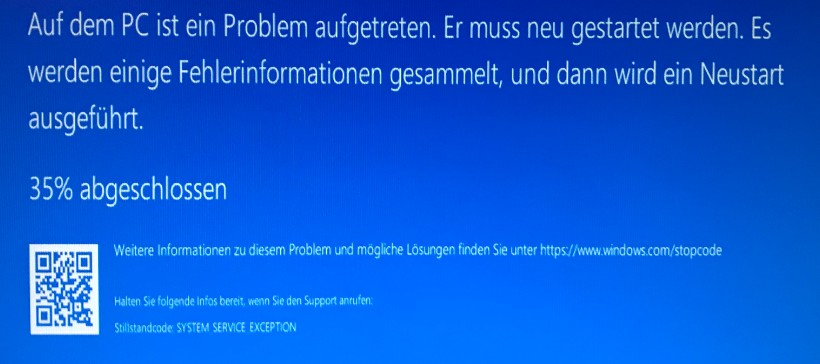 Auf dem PC ist ein Problem aufgetreten. Er muss neu gestartet werden. Es
werden einige Fehlerinformationen gesammelt, und dann wird ein Neustart
ausgeführt.
35% abgeschlossen
Weitere Informationen zu diesem Problem und mögliche Lösungen finden Sie unter https://www.windows.com/stopcode
Halten Sie folgende Infos bereit, wenn Sie den Support anrufen:
Stillstandcode: SYSTEM SERVICE EXCEPTION